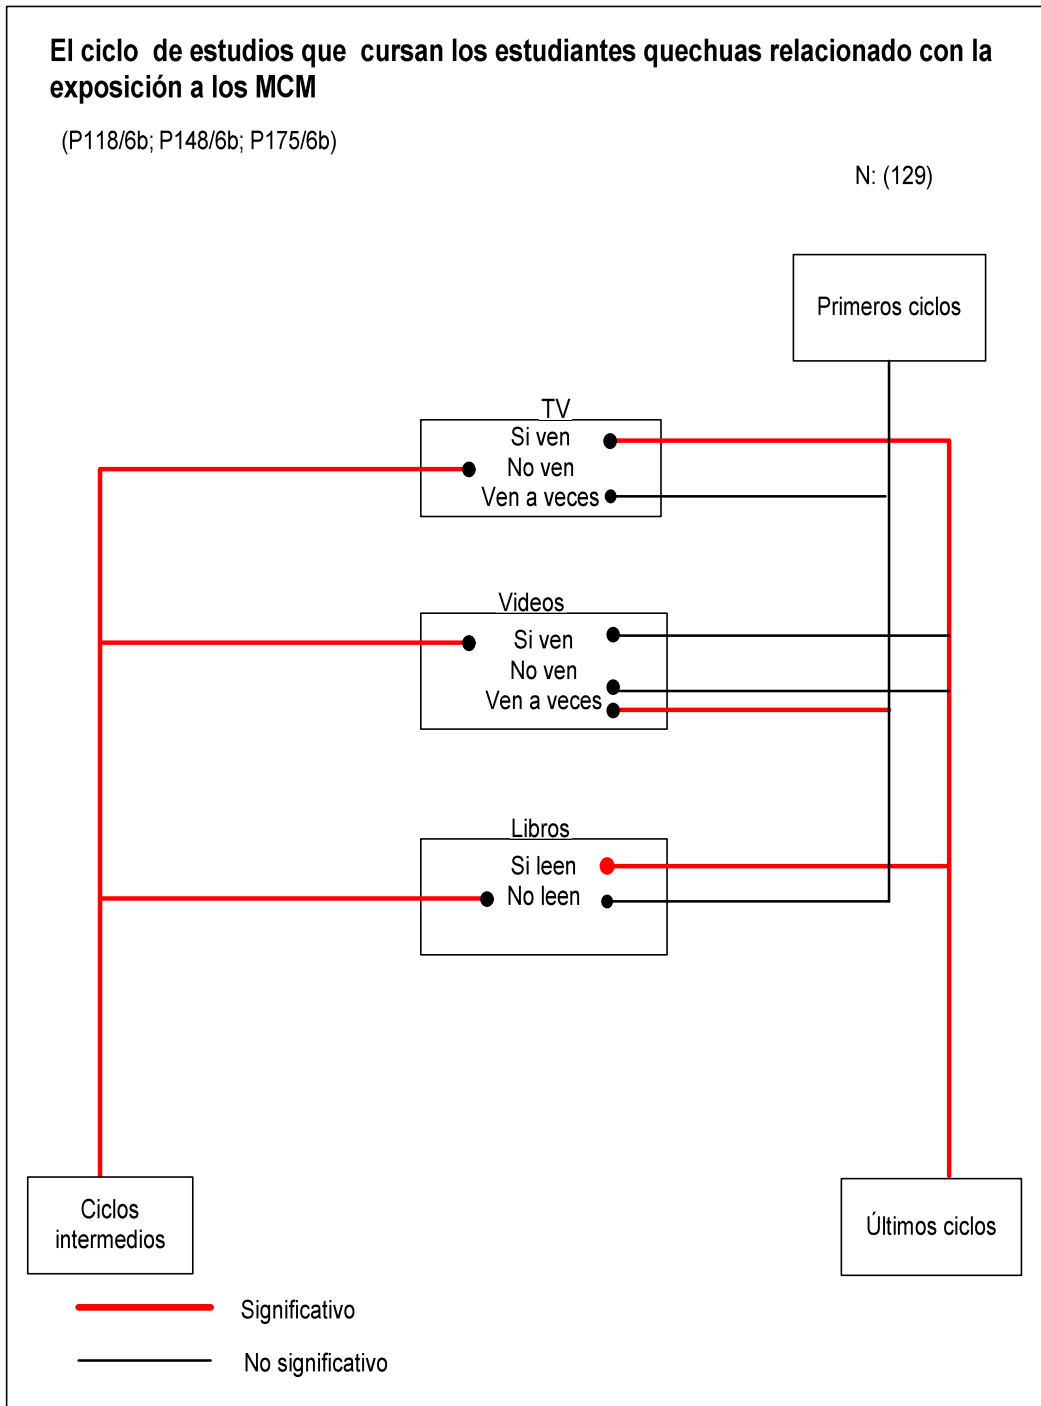 El ciclo  de estudios que  cursan los estudiantes quechuas relacionado con la
exposición a los MCM
(P118/6b; P148/6b; P175/6b)
N: (129)
Primeros ciclos
TV
Si ven
No ven
Ven a veces
Videos
Si ven
No ven
Ven a veces
Libros
Si leen
No leen
Ciclos
intermedios
Últimos ciclos
Significativo
No significativo